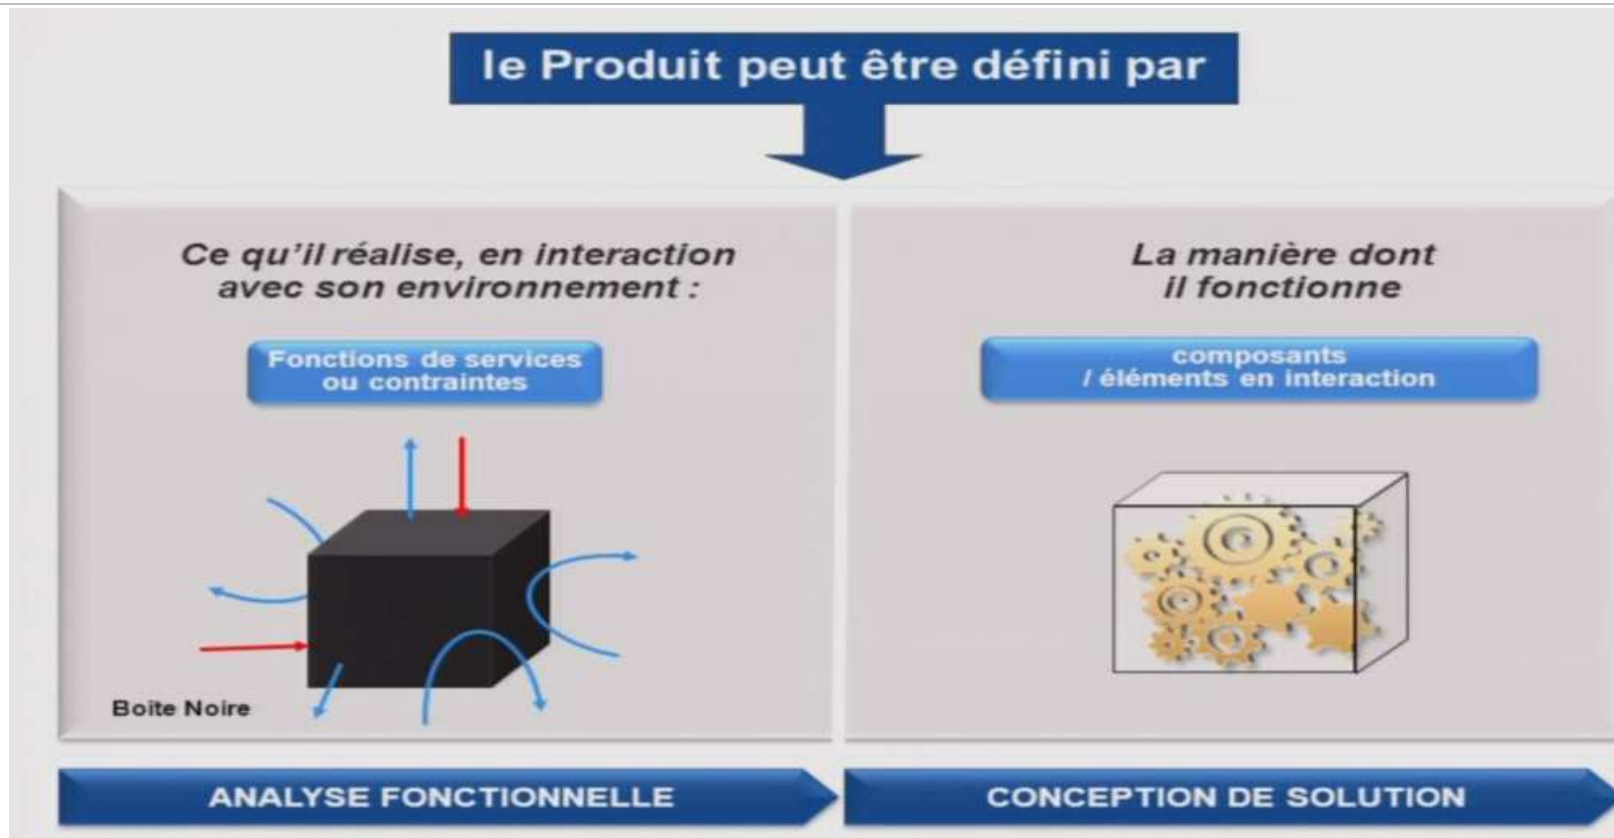 le Produit peut être défini par
Ce qu'il réalise, en interaction
avec son environnement :
Fonctions de services
ou contraintes
Boîte Noire
ANALYSE FONCTIONNELLE
La manière dont
il fonctionne
composants
/ éléments en interaction
CONCEPTION DE SOLUTION